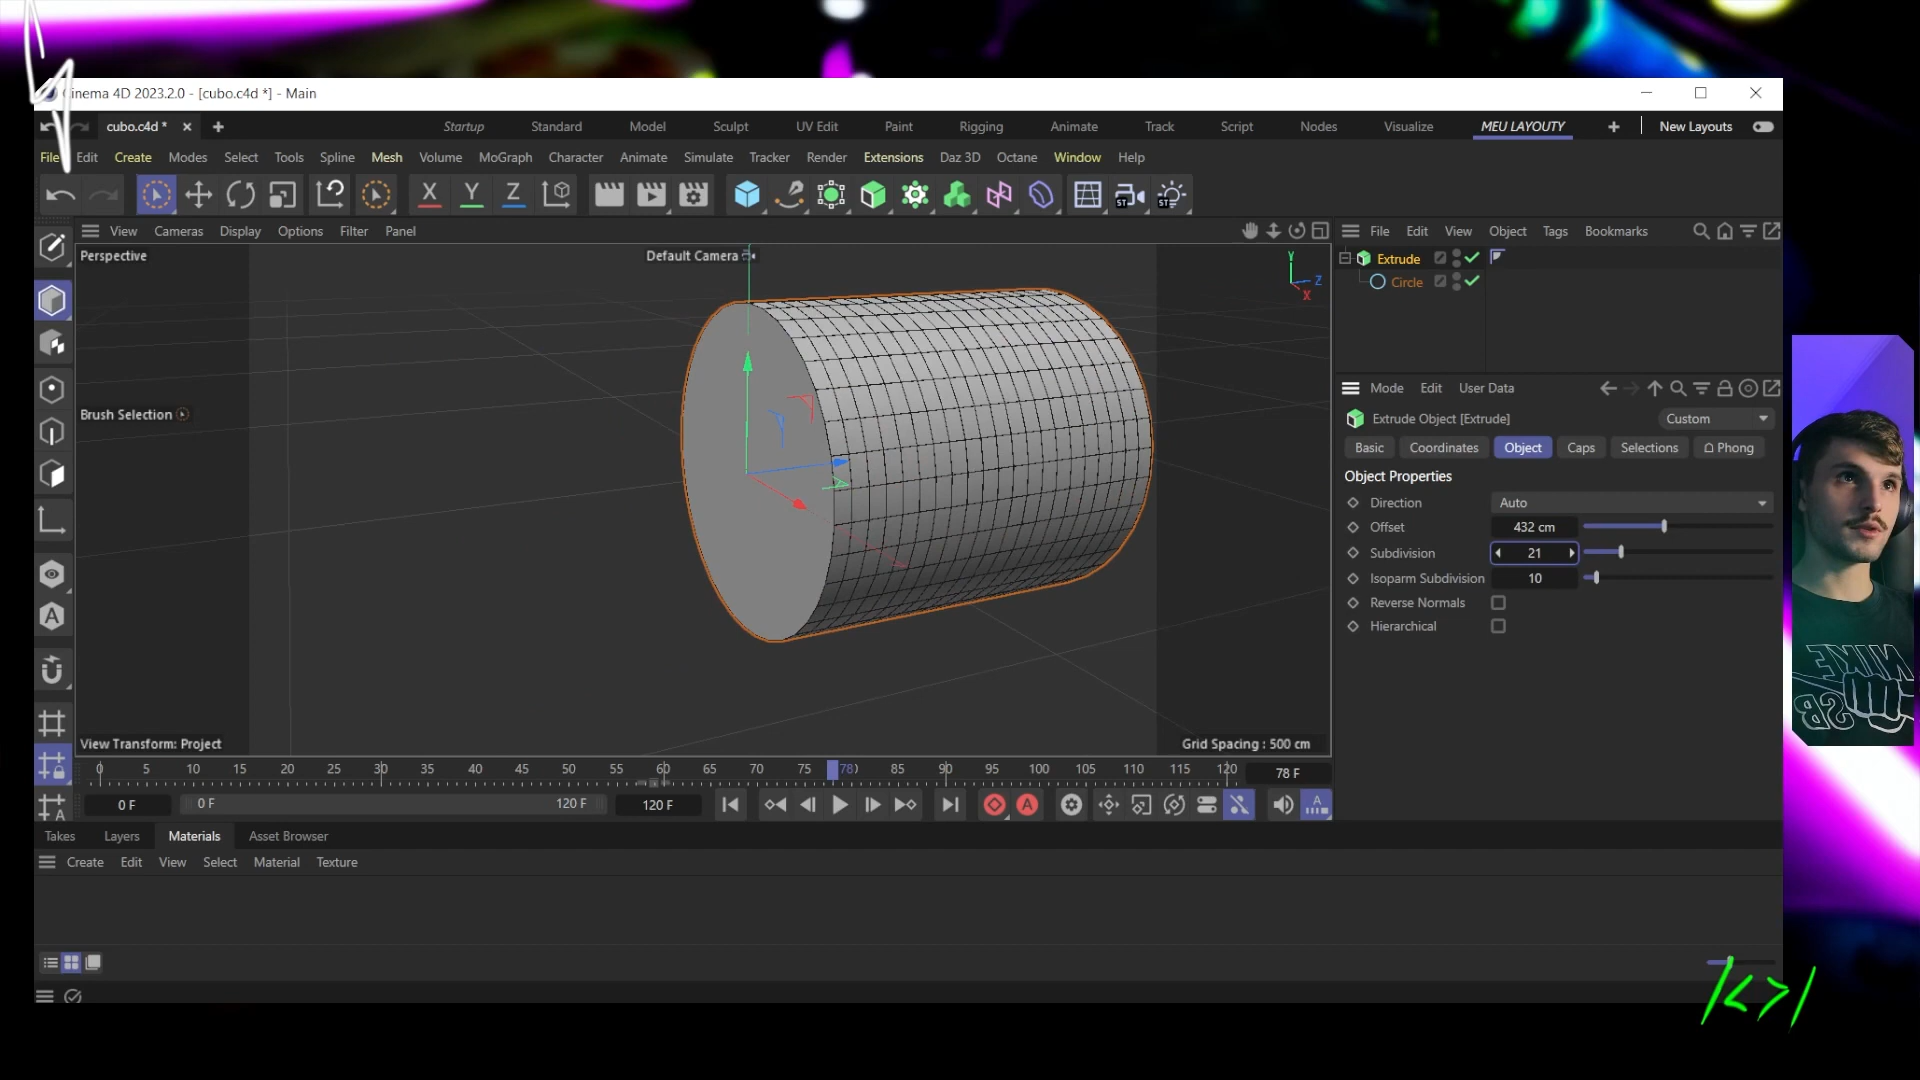 Cinema 4D 2023.2.0 - [cubo.c4d *] - Main
cubo.c4d *
Startup Standard Model Sculpt UV Edit Paint Rigging Animate Track Script Nodes Visualize MEU LAYOUTY New Layouts
File Edit Create Modes Select Tools Spline Mesh Volume MoGraph Character Animate Simulate Tracker Render Extensions Daz 3D Octane Window Help
X Y Z
ST ST
View Cameras Display Options Filter Panel
File Edit View Object Tags Bookmarks
Perspective
Default Camera
Y
Z
X
Extrude
Circle
Brush Selection
Mode Edit User Data
Extrude Object [Extrude]
Custom
Basic Coordinates Object Caps Selections Phong
Object Properties
Direction Auto
Offset 432 cm
Subdivision 21
Isoparm Subdivision 10
Reverse Normals
Hierarchical
NIKE
SB
View Transform: Project
Grid Spacing : 500 cm
0 5 10 15 20 25 30 35 40 45 50 55 60 65 70 75 78 85 90 95 100 105 110 115 120
78 F
0 F 0 F 120 F 120 F
Takes Layers Materials Asset Browser
Create Edit View Select Material Texture